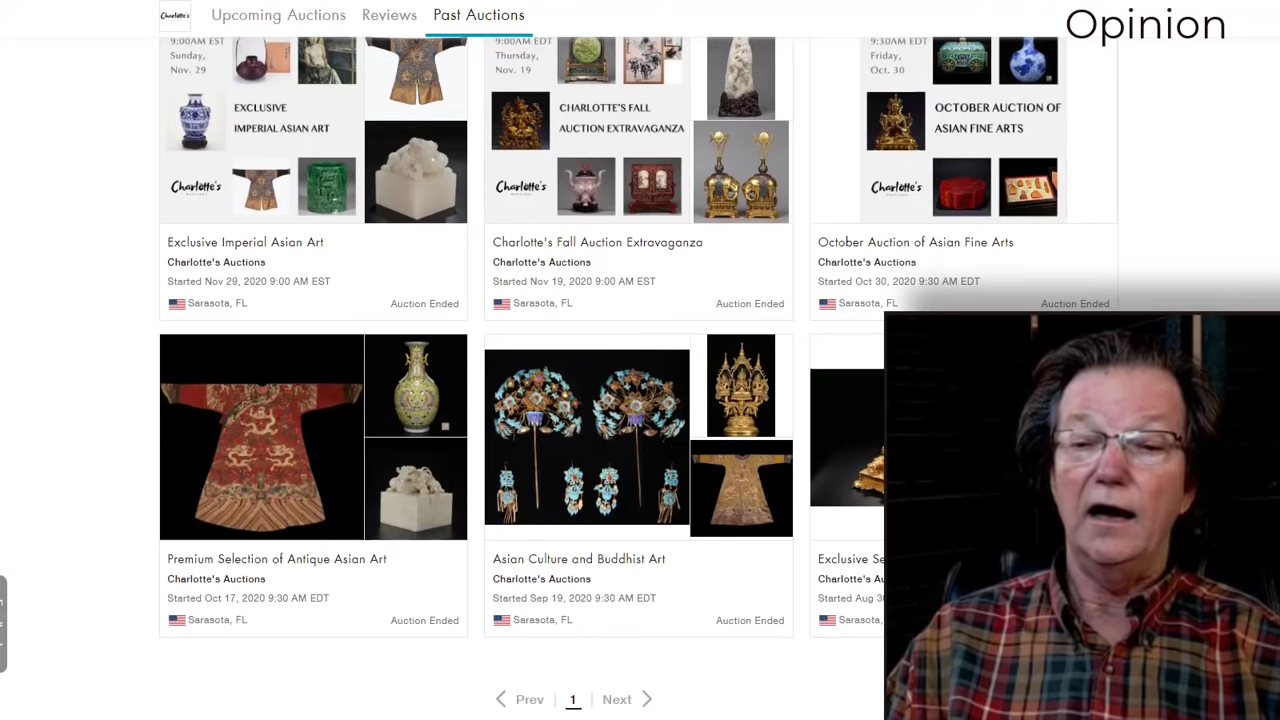 Charlotte's
Upcoming Auctions
Reviews
Past Auctions
Opinion
9:00AM EST
Sunday,
Nov. 29
EXCLUSIVE
IMPERIAL ASIAN ART
Charlotte's
9:00AM EDT
Thursday,
Nov. 19
CHARLOTTE'S FALL
AUCTION EXTRAVAGANZA
Charlotte's
9:30AM EDT
Friday,
Oct. 30
OCTOBER AUCTION OF
ASIAN FINE ARTS
Charlotte's
Exclusive Imperial Asian Art
Charlotte's Auctions
Started Nov 29, 2020 9:00 AM EST
Sarasota, FL
Auction Ended
Charlotte's Fall Auction Extravaganza
Charlotte's Auctions
Started Nov 19, 2020 9:00 AM EST
Sarasota, FL
Auction Ended
October Auction of Asian Fine Arts
Charlotte's Auctions
Started Oct 30, 2020 9:30 AM EDT
Sarasota, FL
Auction Ended
Premium Selection of Antique Asian Art
Charlotte's Auctions
Started Oct 17, 2020 9:30 AM EDT
Sarasota, FL
Auction Ended
Asian Culture and Buddhist Art
Charlotte's Auctions
Started Sep 19, 2020 9:30 AM EDT
Sarasota, FL
Auction Ended
Exclusive Se
Charlotte's Au
Started Aug 30
Sarasota,
Prev
1
Next